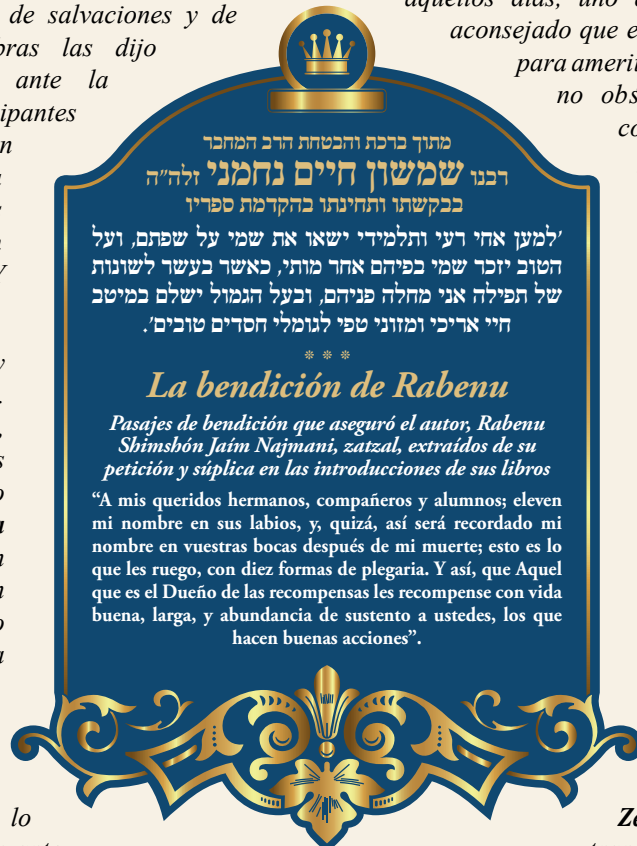 de salvaciones y de
las dijo
ante la
aquellos días, uno
aconsejado que
para
no
מתוך ברכת והבטחת הרב המחבר
רבנו שמשון חיים נחמני זלה״ה
בבקשתו ותחינתו בהקדמת ספריו
'למען אחי רעי ותלמידי ישאו את שמי על שפתם, ועל
הטוב יזכר שמי בפיהם אחר מותי, כאשר בעשר לשונות
של תפילה אני מחלה פניהם, ובעל הגמול ישלם במיטב
חיי אריכי ומזוני טפי לגומלי חסדים טובים'.
* * *
La bendición de Rabenu
Pasajes de bendición que aseguró el autor, Rabenu
Shimshón Jaím Najmani, zatzal, extraídos de su
petición y súplica en las introducciones de sus libros
“A mis queridos hermanos, compañeros y alumnos; eleven
mi nombre en sus labios, y, quizá, así será recordado mi
nombre en vuestras bocas después de mi muerte; esto es lo
que les ruego, con diez formas de plegaria. Y así, que Aquel
que es el Dueño de las recompensas les recompense con vida
buena, larga, y abundancia de sustento a ustedes, los que
hacen buenas acciones”.
lo